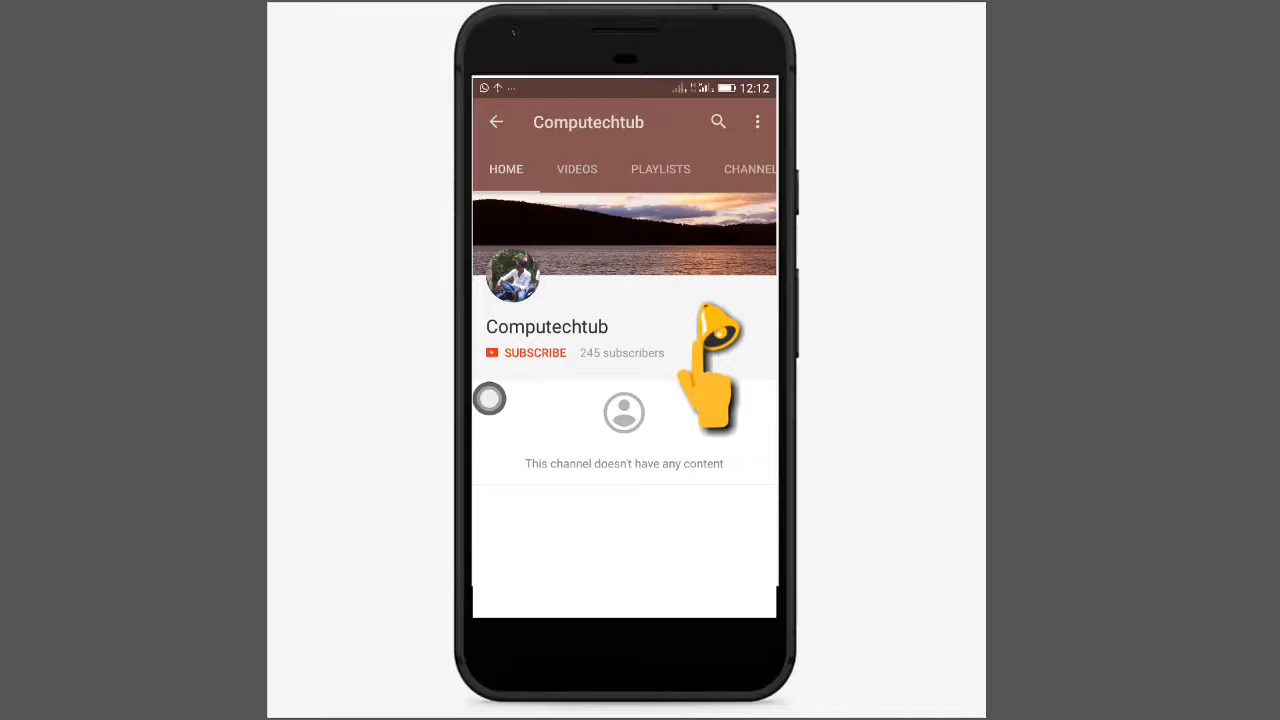 12:12
Computechtub
HOME VIDEOS PLAYLISTS CHANNEL
Computechtub
SUBSCRIBE 245 subscribers
This channel doesn't have any content